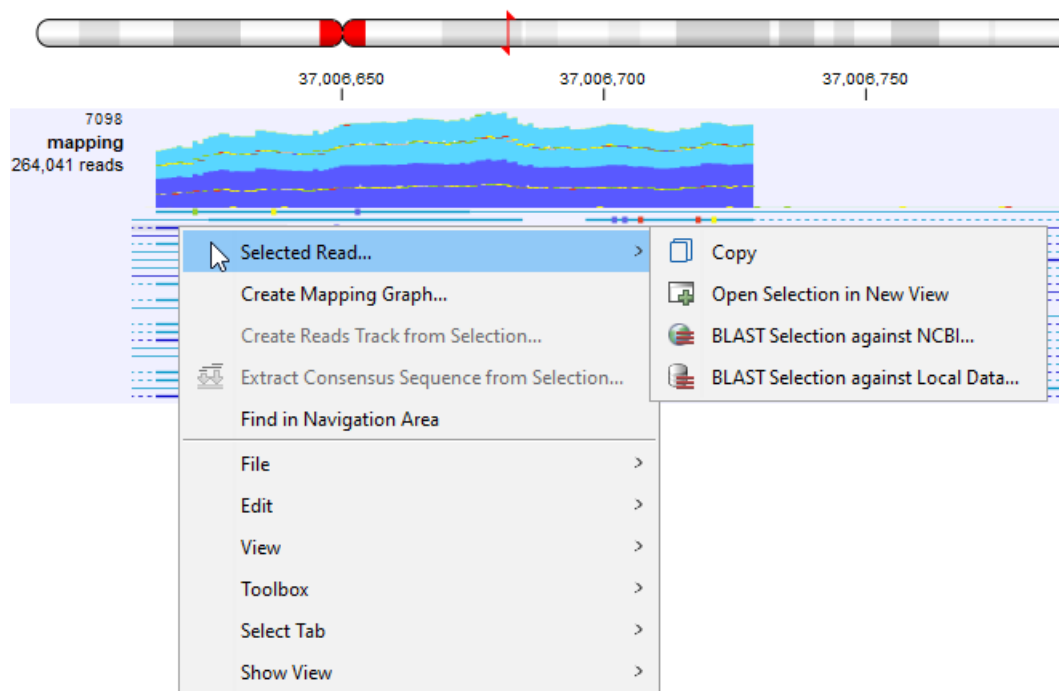 37,006,650
37,006,700
37,006,750
7098
mapping
264,041 reads
Selected Read...
Create Mapping Graph...
Create Reads Track from Selection...
Extract Consensus Sequence from Selection...
Find in Navigation Area
File
Edit
View
Toolbox
Select Tab
Show View
Copy
Open Selection in New View
BLAST Selection against NCBI...
BLAST Selection against Local Data...